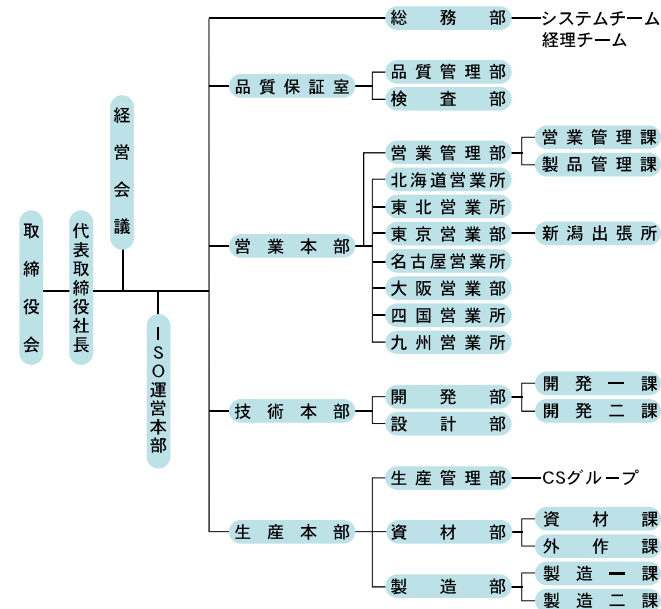 取締役会
代表取締役社長
経営会議
ISO運営本部
総務部
システムチーム
経理チーム
品質保証室
品質管理部
検査部
営業本部
営業管理部
営業管理課
製品管理課
北海道営業所
東北営業所
東京営業部
新潟出張所
名古屋営業所
大阪営業部
四国営業所
九州営業所
技術本部
開発部
開発一課
開発二課
設計部
生産本部
生産管理部
CSグループ
資材部
資材課
外作課
製造部
製造一課
製造二課